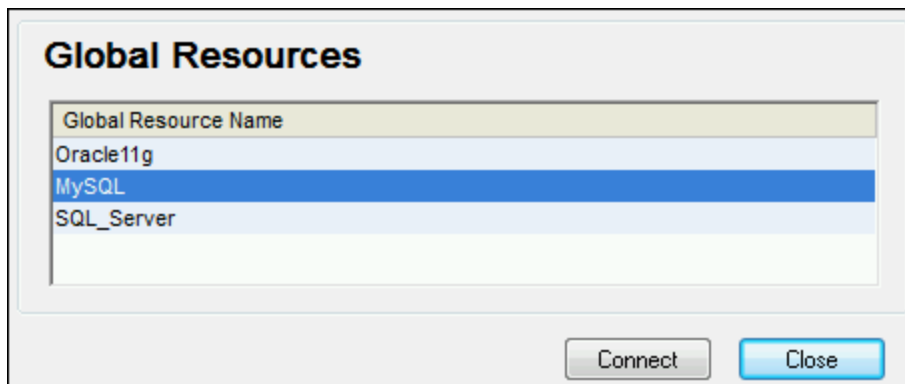 Global Resources
Global Resource Name
Oracle11g
MySQL
SQL_Server
Connect
Close